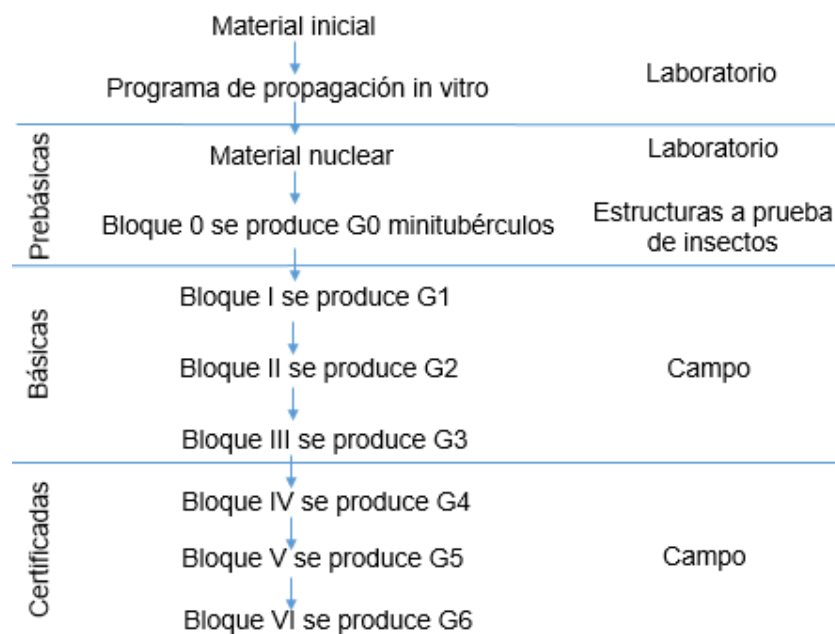 Material inicial
Programa de propagación in vitro
Laboratorio
Prebásicas
Material nuclear
Laboratorio
Bloque 0 se produce G0 minitubérculos
Estructuras a prueba
de insectos
Básicas
Bloque I se produce G1
Bloque II se produce G2
Campo
Bloque III se produce G3
Certificadas
Bloque IV se produce G4
Bloque V se produce G5
Campo
Bloque VI se produce G6